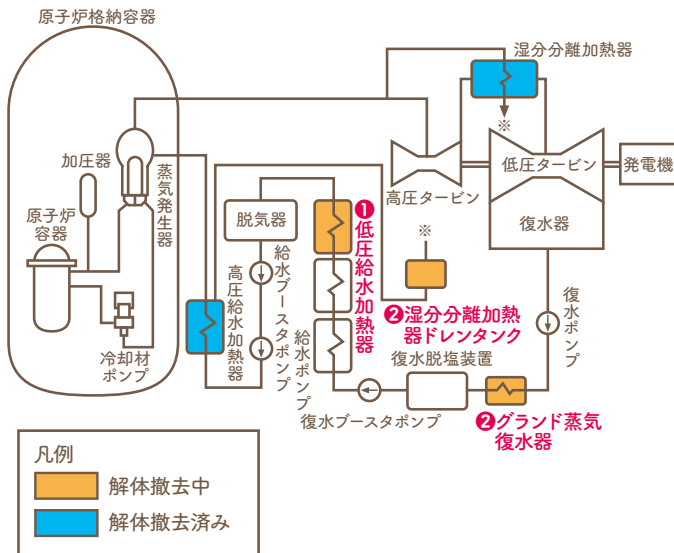 原子炉格納容器
湿分分離加熱器
※
加圧器
蒸気発生器
原子炉
容器
冷却材
ポンプ
高圧タービン
低圧タービン
発電機
復水器
脱気器
給水ブースタポンプ
高圧給水加熱器
給水ポンプ
❶低圧給水加熱器
※
❷湿分分離加熱
器ドレンタンク
復水ポンプ
復水脱塩装置
復水ブースタポンプ
❷グランド蒸気
復水器
凡例
解体撤去中
解体撤去済み